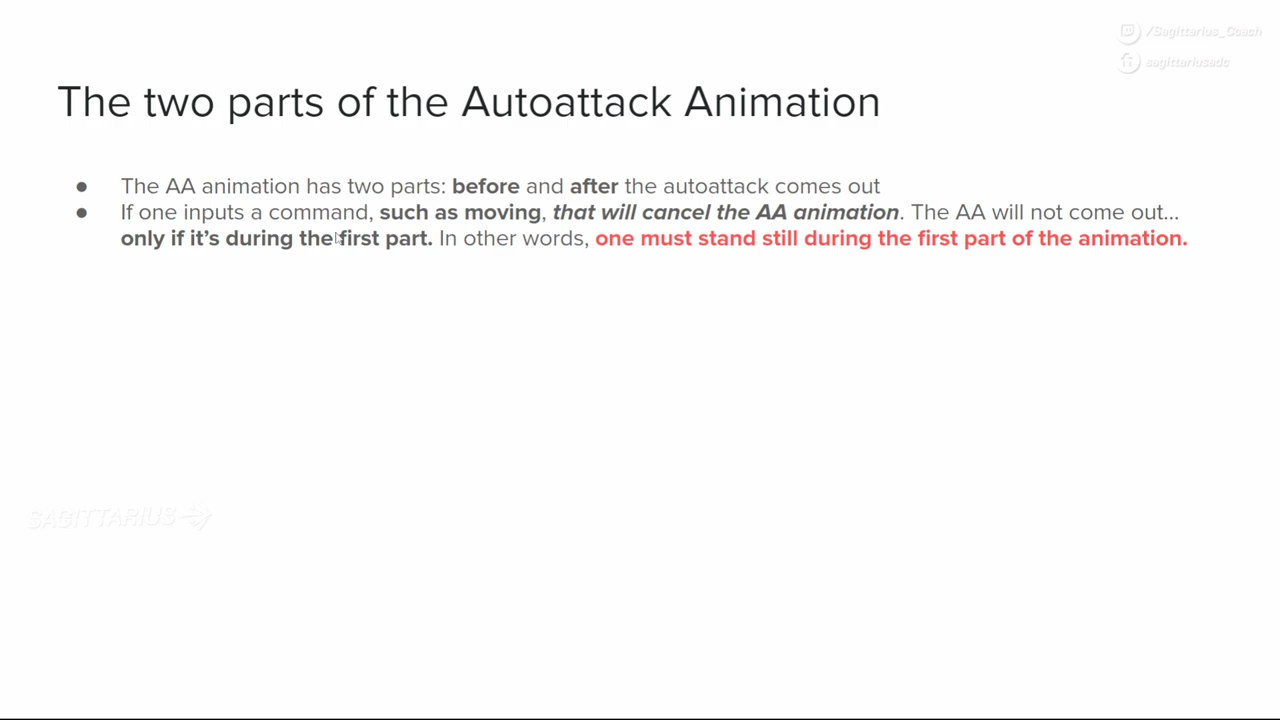 /Sagittarius_Coach
sagittariusadc
The two parts of the Autoattack Animation
● The AA animation has two parts: before and after the autoattack comes out
● If one inputs a command, such as moving, that will cancel the AA animation. The AA will not come out...
only if it’s during the first part. In other words, one must stand still during the first part of the animation.
SAGITTARIUS